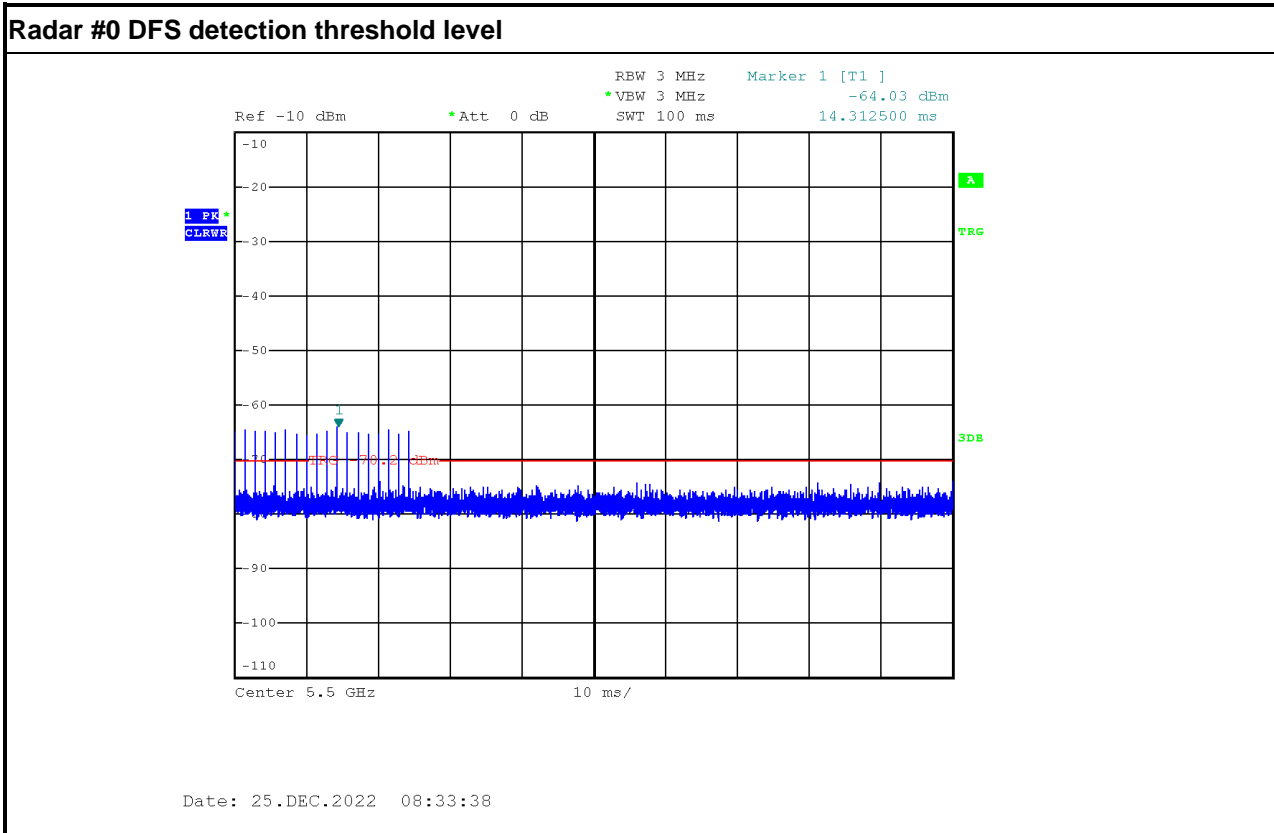 Radar #0 DFS detection threshold level
RBW 3 MHz Marker 1 [T1 ]
*VBW 3 MHz -64.03 dBm
Ref -10 dBm *Att 0 dB SWT 100 ms 14.312500 ms
-10
A
-20
1 PK *
CLRWR
TRG
-30
-40
-50
-60
1
3DB
-70
TRG -70.2 dBm
-90
-100
-110
Center 5.5 GHz 10 ms/
Date: 25.DEC.2022 08:33:38